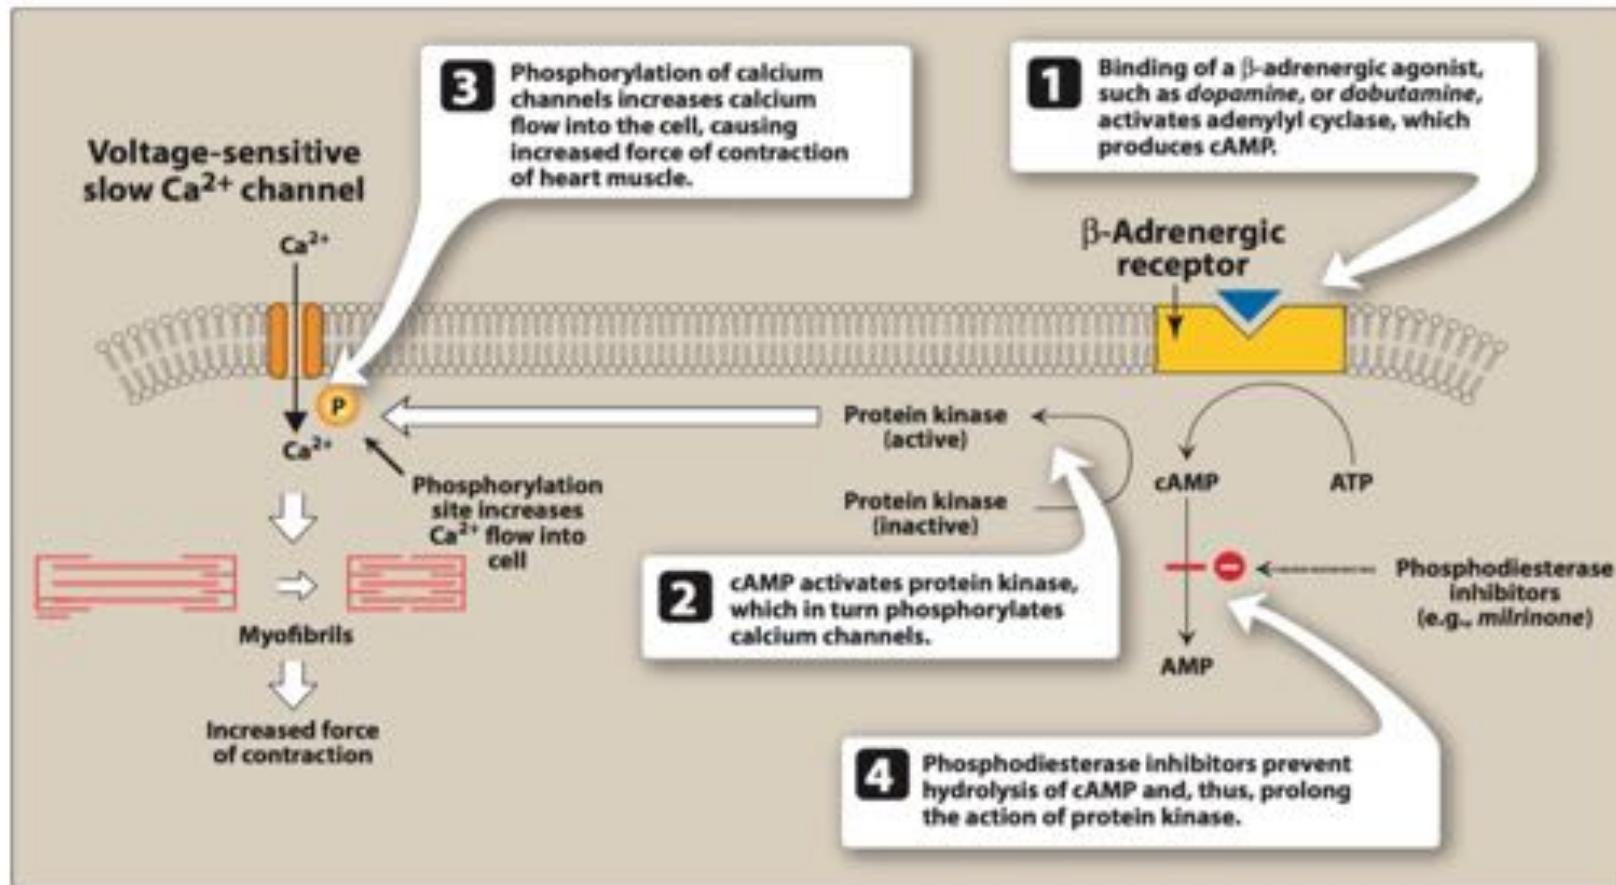 3 Phosphorylation of calcium
channels increases calcium
flow into the cell, causing
increased force of contraction
of heart muscle.
1 Binding of a β-adrenergic agonist,
such as dopamine, or dobutamine,
activates adenylyl cyclase, which
produces cAMP.
Voltage-sensitive
slow Ca²⁺ channel
β-Adrenergic
receptor
Ca²⁺
P
Ca²⁺
Phosphorylation
site increases
Ca²⁺ flow into
cell
Protein kinase
(active)
Protein kinase
(inactive)
cAMP
ATP
2 cAMP activates protein kinase,
which in turn phosphorylates
calcium channels.
Phosphodiesterase
inhibitors
(e.g., milrinone)
AMP
Myofibrils
Increased force
of contraction
4 Phosphodiesterase inhibitors prevent
hydrolysis of cAMP and, thus, prolong
the action of protein kinase.